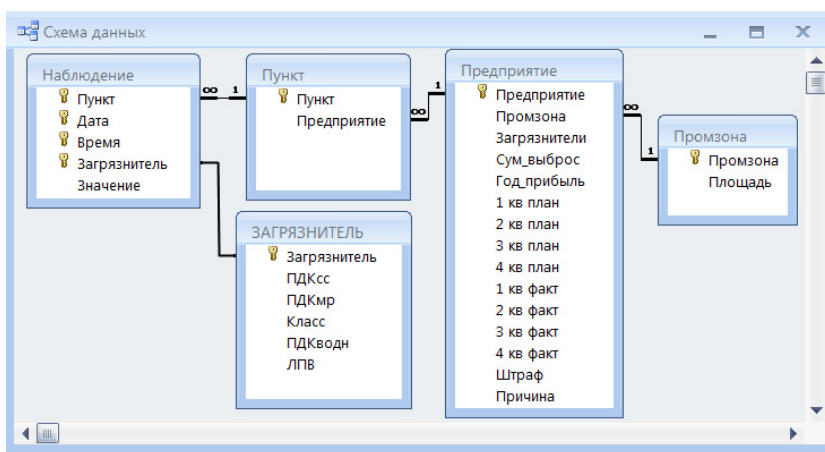 Схема данных
Наблюдение
Пункт
Дата
Время
Загрязнитель
Значение
∞ 1
Пункт
Пункт
Предприятие
∞ 1
ЗАГРЯЗНИТЕЛЬ
Загрязнитель
ПДКсс
ПДКмр
Класс
ПДКводн
ЛПВ
Предприятие
Предприятие
Промзона
Загрязнители
Сум_выброс
Год_прибыль
1 кв план
2 кв план
3 кв план
4 кв план
1 кв факт
2 кв факт
3 кв факт
4 кв факт
Штраф
Причина
∞ 1
Промзона
Промзона
Площадь